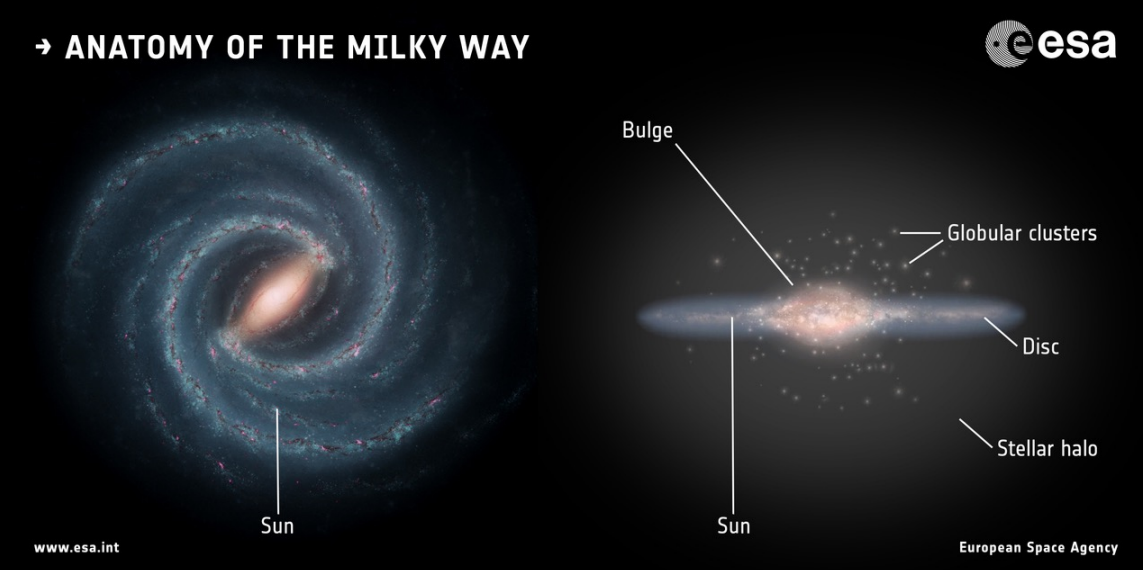 → ANATOMY OF THE MILKY WAY
esa
Bulge
Globular clusters
Disc
Stellar halo
Sun
Sun
www.esa.int
European Space Agency